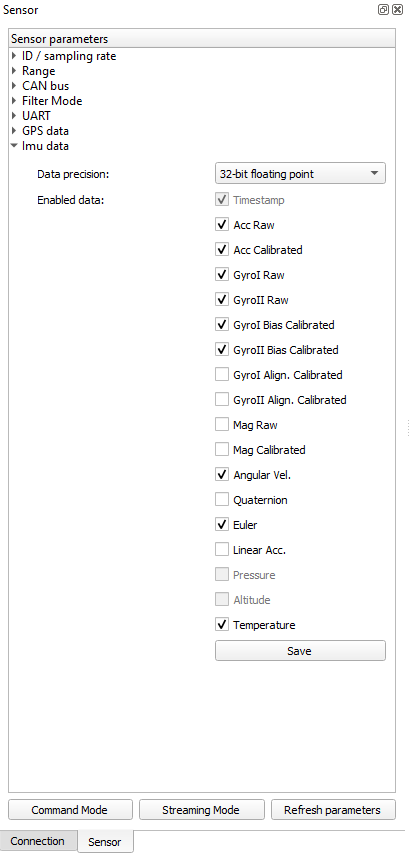 Sensor
Sensor parameters
ID / sampling rate
Range
CAN bus
Filter Mode
UART
GPS data
Imu data
Data precision: 32-bit floating point
Enabled data: Timestamp
Acc Raw
Acc Calibrated
GyroI Raw
GyroII Raw
GyroI Bias Calibrated
GyroII Bias Calibrated
GyroI Align. Calibrated
GyroII Align. Calibrated
Mag Raw
Mag Calibrated
Angular Vel.
Quaternion
Euler
Linear Acc.
Pressure
Altitude
Temperature
Save
Command Mode Streaming Mode Refresh parameters
Connection Sensor